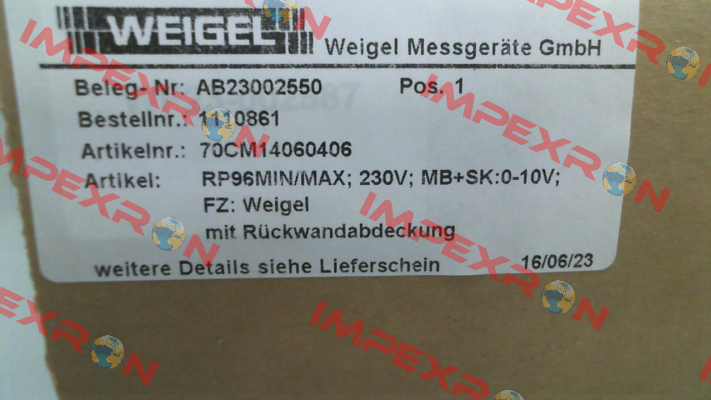 WEIGEL Weigel Messgeräte GmbH
Beleg- Nr: AB23002550 Pos. 1
Bestellnr.: 1110861
Artikelnr.: 70CM14060406
Artikel: RP96MIN/MAX; 230V; MB+SK:0-10V;
FZ: Weigel
mit Rückwandabdeckung
weitere Details siehe Lieferschein 16/06/23
IMPEXRON
IMPEXRON
IMPEXRON
IMPEXRON
IMPEXRON